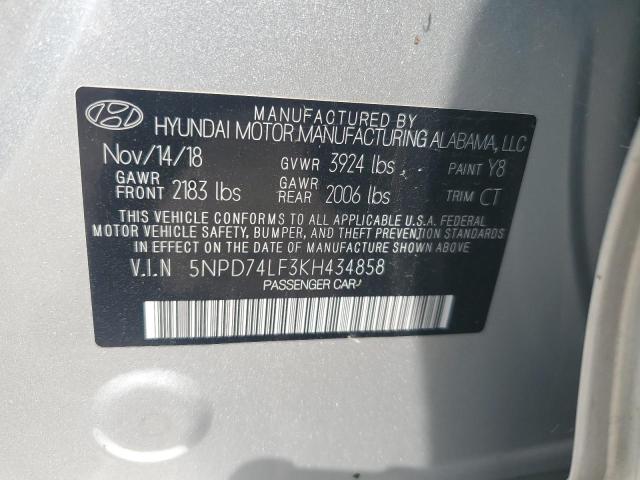 MANUFACTURED BY
HYUNDAI MOTOR MANUFACTURING ALABAMA, LLC
Nov/14/18 GVWR 3924 lbs PAINT Y8
GAWR FRONT 2183 lbs GAWR REAR 2006 lbs TRIM CT
THIS VEHICLE CONFORMS TO ALL APPLICABLE U.S.A. FEDERAL
MOTOR VEHICLE SAFETY, BUMPER, AND THEFT PREVENTION STANDARDS
IN EFFECT ON THE DATE OF MANUFACTURE SHOWN ABOVE.
V.I.N 5NPD74LF3KH434858
PASSENGER CAR